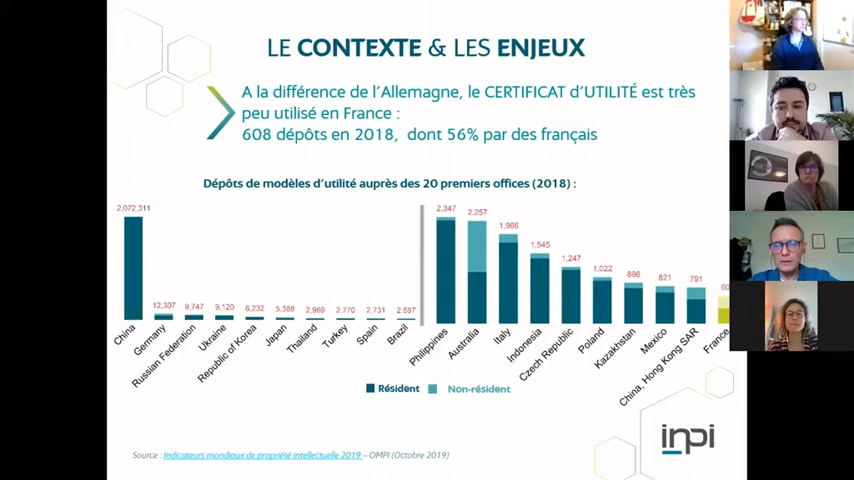 LE CONTEXTE & LES ENJEUX
A la différence de l'Allemagne, le CERTIFICAT d'UTILITÉ est très
peu utilisé en France :
608 dépôts en 2018, dont 56% par des français
Dépôts de modèles d'utilité auprès des 20 premiers offices (2018) :
2,072,311
12,307
9,747
9,120
6,232
5,388
2,969
2,770
2,731
2,587
2,347
2,257
1,966
1,545
1,247
1,022
896
821
791
60
China
Germany
Russian Federation
Ukraine
Republic of Korea
Japan
Thailand
Turkey
Spain
Brazil
Philippines
Australia
Italy
Indonesia
Czech Republic
Poland
Kazakhstan
Mexico
China, Hong Kong SAR
France
Résident
Non-résident
inpi
Source : Indicateurs mondiaux de propriété intellectuelle 2019 – OMPI (Octobre 2019)